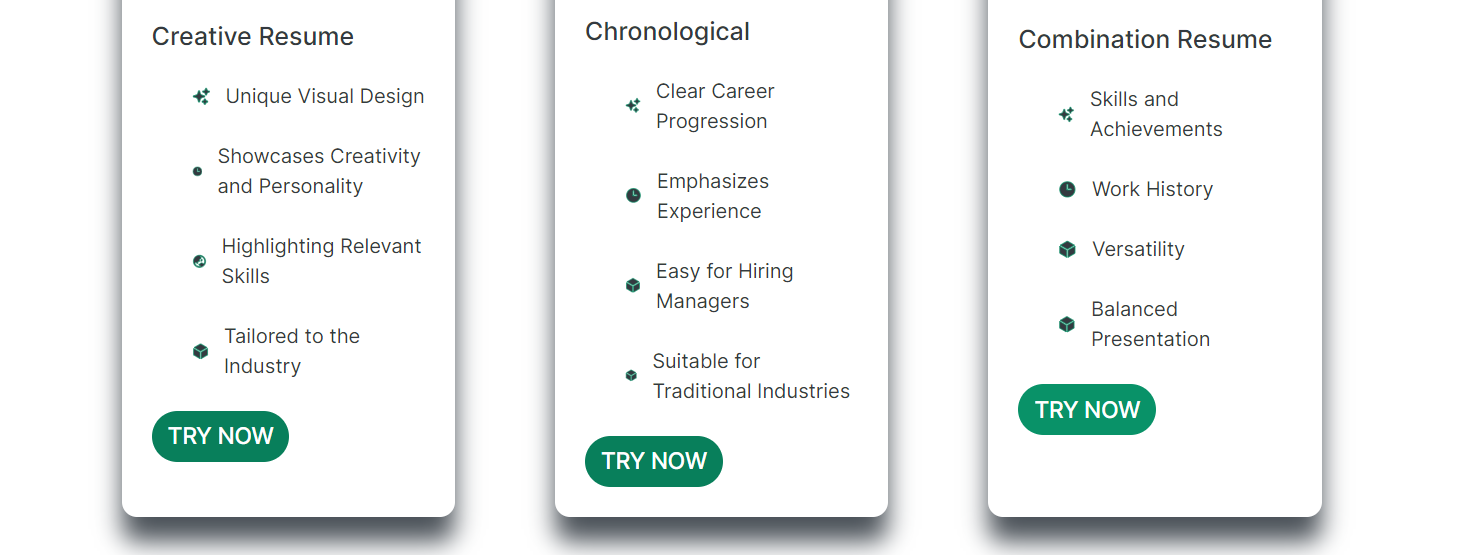 Creative Resume
Unique Visual Design
Showcases Creativity
and Personality
Highlighting Relevant
Skills
Tailored to the
Industry
TRY NOW
Chronological
Clear Career
Progression
Emphasizes
Experience
Easy for Hiring
Managers
Suitable for
Traditional Industries
TRY NOW
Combination Resume
Skills and
Achievements
Work History
Versatility
Balanced
Presentation
TRY NOW